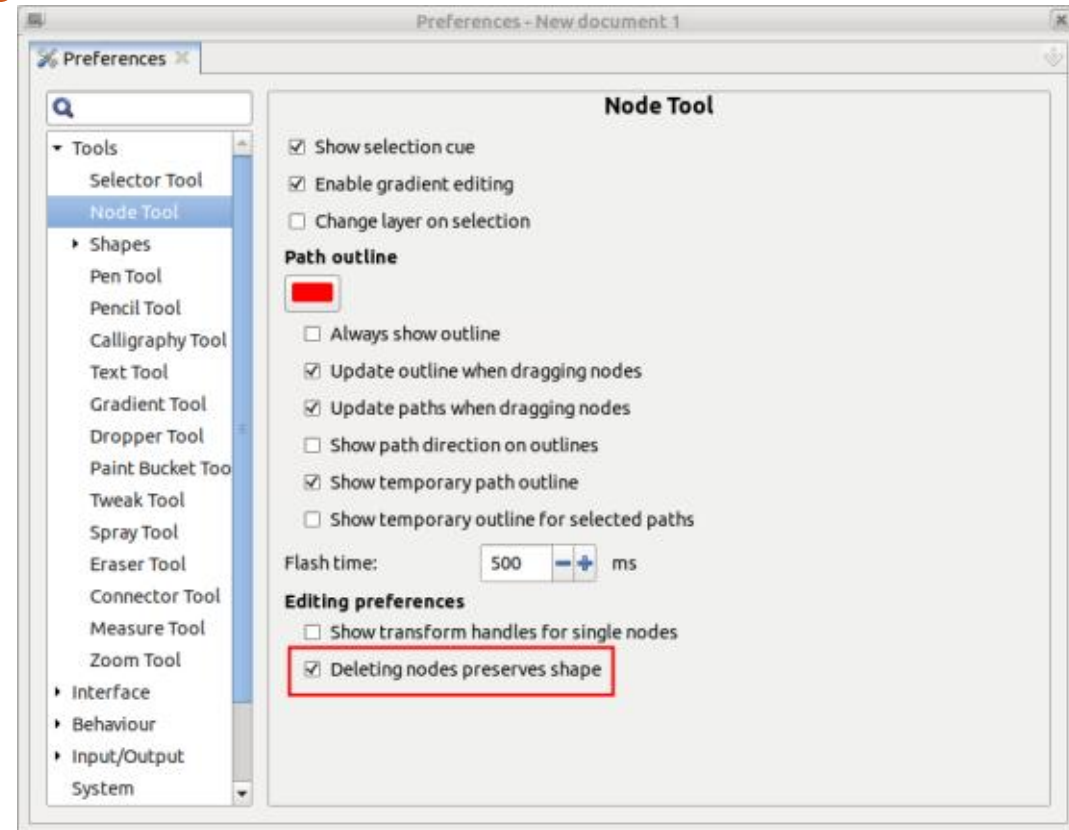 Preferences - New document 1
Preferences
Tools
Selector Tool
Node Tool
Shapes
Pen Tool
Pencil Tool
Calligraphy Tool
Text Tool
Gradient Tool
Dropper Tool
Paint Bucket Too
Tweak Tool
Spray Tool
Eraser Tool
Connector Tool
Measure Tool
Zoom Tool
Interface
Behaviour
Input/Output
System
Node Tool
Show selection cue
Enable gradient editing
Change layer on selection
Path outline
Always show outline
Update outline when dragging nodes
Update paths when dragging nodes
Show path direction on outlines
Show temporary path outline
Show temporary outline for selected paths
Flash time: 500 ms
Editing preferences
Show transform handles for single nodes
Deleting nodes preserves shape